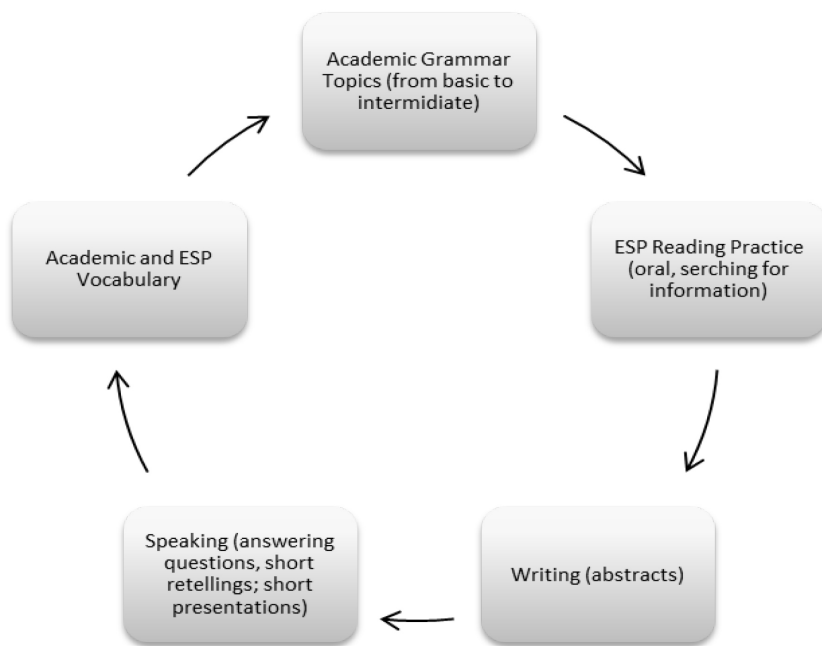 Academic Grammar
Topics (from basic to
intermidiate)
ESP Reading Practice
(oral, serching for
information)
Writing (abstracts)
Speaking (answering
questions, short
retellings; short
presentations)
Academic and ESP
Vocabulary